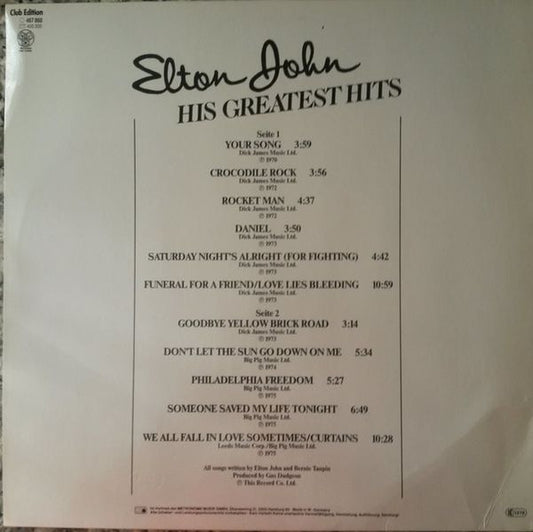 Club Edition
Elton John
HIS GREATEST HITS
Seite 1
YOUR SONG 3:59
Dick James Music Ltd.
℗ 1970
CROCODILE ROCK 3:56
Dick James Music Ltd.
℗ 1972
ROCKET MAN 4:37
Dick James Music Ltd.
℗ 1972
DANIEL 3:50
Dick James Music Ltd.
℗ 1973
SATURDAY NIGHT'S ALRIGHT (FOR FIGHTING) 4:42
Dick James Music Ltd.
℗ 1973
FUNERAL FOR A FRIEND/LOVE LIES BLEEDING 10:59
Dick James Music Ltd.
℗ 1973
Seite 2
GOODBYE YELLOW BRICK ROAD 3:14
Dick James Music Ltd.
℗ 1973
DON'T LET THE SUN GO DOWN ON ME 5:34
Big Pig Music Ltd.
℗ 1974
PHILADELPHIA FREEDOM 5:27
Big Pig Music Ltd.
℗ 1975
SOMEONE SAVED MY LIFE TONIGHT 6:49
Big Pig Music Ltd.
℗ 1975
WE ALL FALL IN LOVE SOMETIMES/CURTAINS 10:28
Leeds Music Corp./Big Pig Music Ltd.
℗ 1975
All songs written by Elton John and Bernie Taupin
Produced by Gus Dudgeon
℗ This Record Co. Ltd.